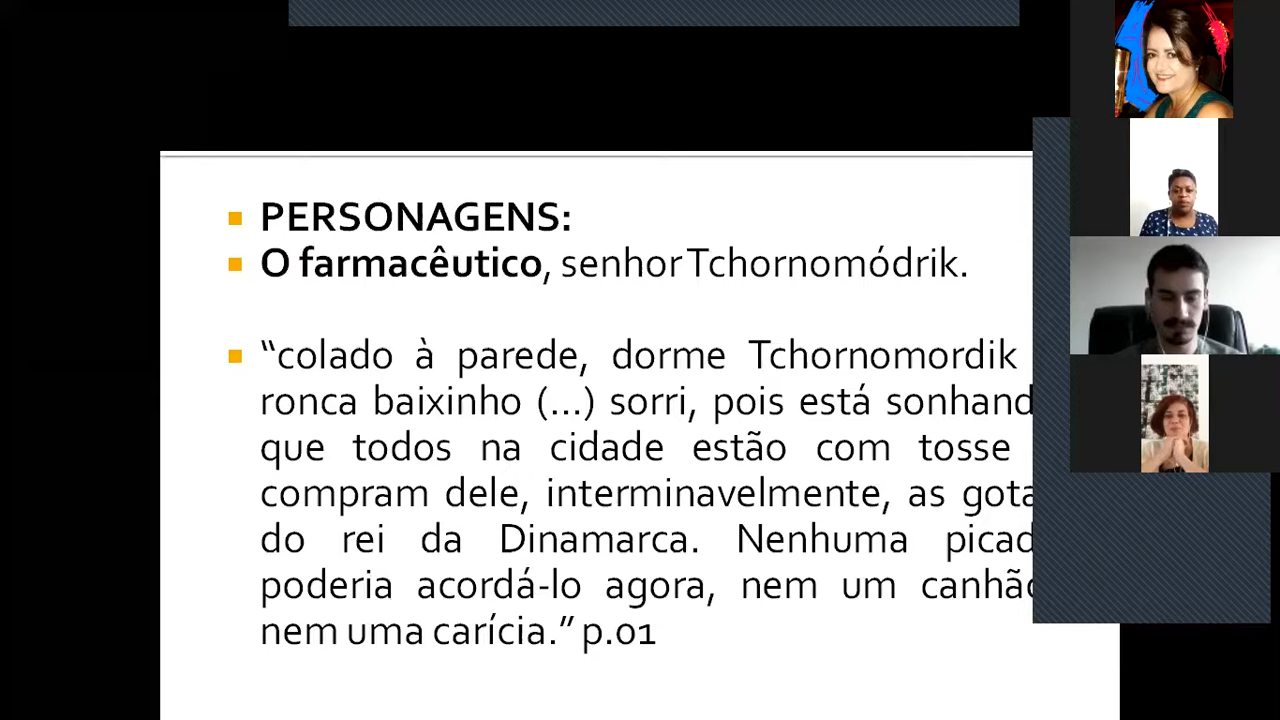 PERSONAGENS:
O farmacêutico, senhor Tchornomódrik.
“colado à parede, dorme Tchornomordik
ronca baixinho (...) sorri, pois está sonhand
que todos na cidade estão com tosse
compram dele, interminavelmente, as gota
do rei da Dinamarca. Nenhuma picad
poderia acordá-lo agora, nem um canhão
nem uma carícia.” p.01